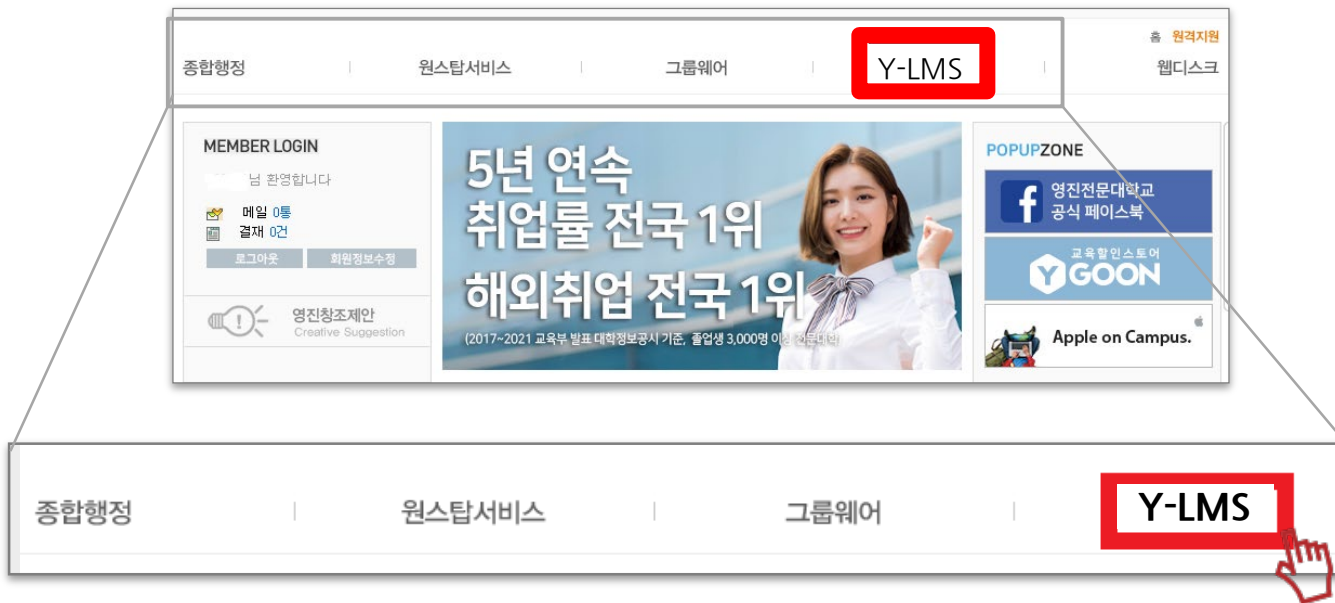 홈 원격지원
종합행정 원스탑서비스 그룹웨어 Y-LMS 웹디스크
MEMBER LOGIN
님 환영합니다
메일 0통
결재 0건
로그아웃 회원정보수정
영진창조제안
Creative Suggestion
5년 연속
취업률 전국 1위
해외취업 전국 1위
(2017~2021 교육부 발표 대학정보공시 기준, 졸업생 3,000명 이상 전문대학)
POPUPZONE
영진전문대학교
공식 페이스북
교육할인스토어
YGOON
Apple on Campus.
종합행정 원스탑서비스 그룹웨어 Y-LMS